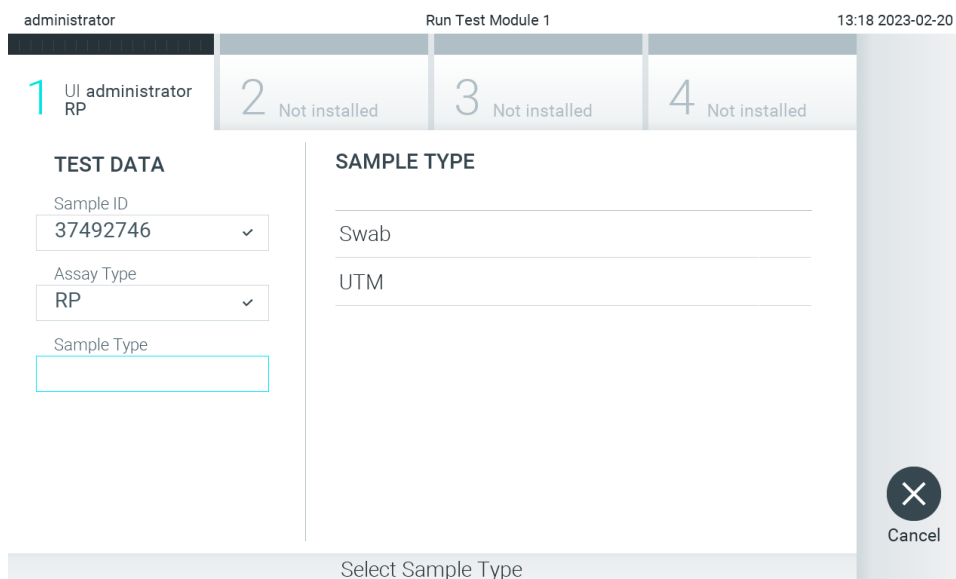 administrator Run Test Module 1 13:18 2023-02-20
1 UI administrator
RP
2 Not installed
3 Not installed
4 Not installed
TEST DATA
Sample ID
37492746
Assay Type
RP
Sample Type
SAMPLE TYPE
Swab
UTM
Cancel
Select Sample Type